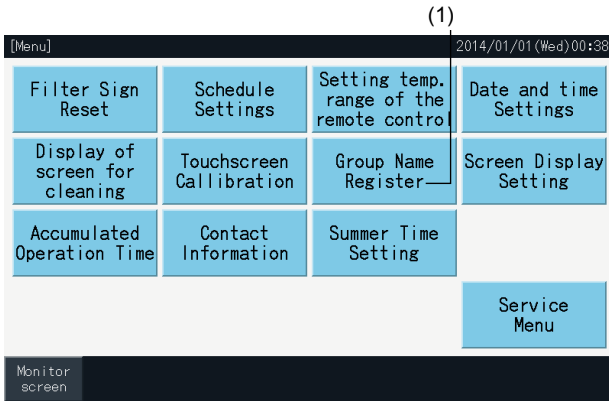 (1)
[Menu] 2014/01/01(Wed)00:38
Filter Sign
Reset
Schedule
Settings
Setting temp.
range of the
remote control
Date and time
Settings
Display of
screen for
cleaning
Touchscreen
Callibration
Group Name
Register
Screen Display
Setting
Accumulated
Operation Time
Contact
Information
Summer Time
Setting
Service
Menu
Monitor
screen